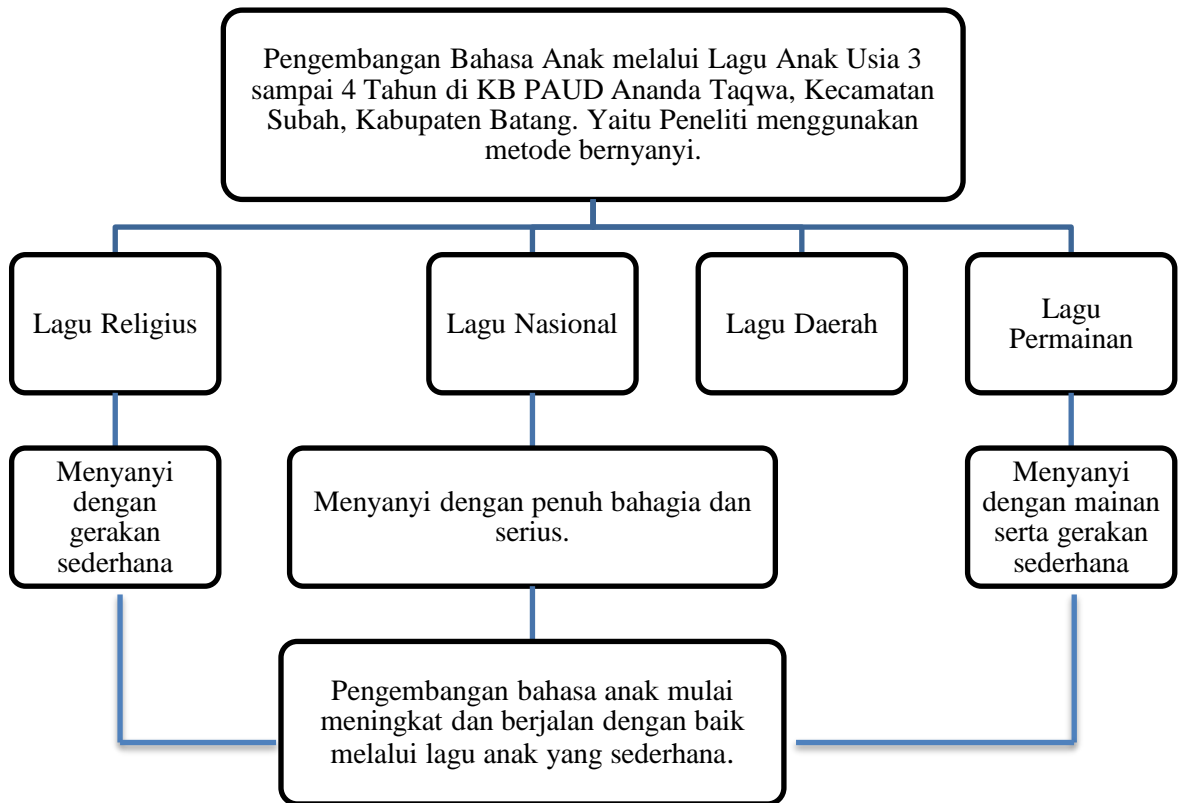 Pengembangan Bahasa Anak melalui Lagu Anak Usia 3
sampai 4 Tahun di KB PAUD Ananda Taqwa, Kecamatan
Subah, Kabupaten Batang. Yaitu Peneliti menggunakan
metode bernyanyi.
Lagu Religius
Lagu Nasional
Lagu Daerah
Lagu
Permainan
Menyanyi
dengan
gerakan
sederhana
Menyanyi dengan penuh bahagia dan
serius.
Menyanyi
dengan mainan
serta gerakan
sederhana
Pengembangan bahasa anak mulai
meningkat dan berjalan dengan baik
melalui lagu anak yang sederhana.